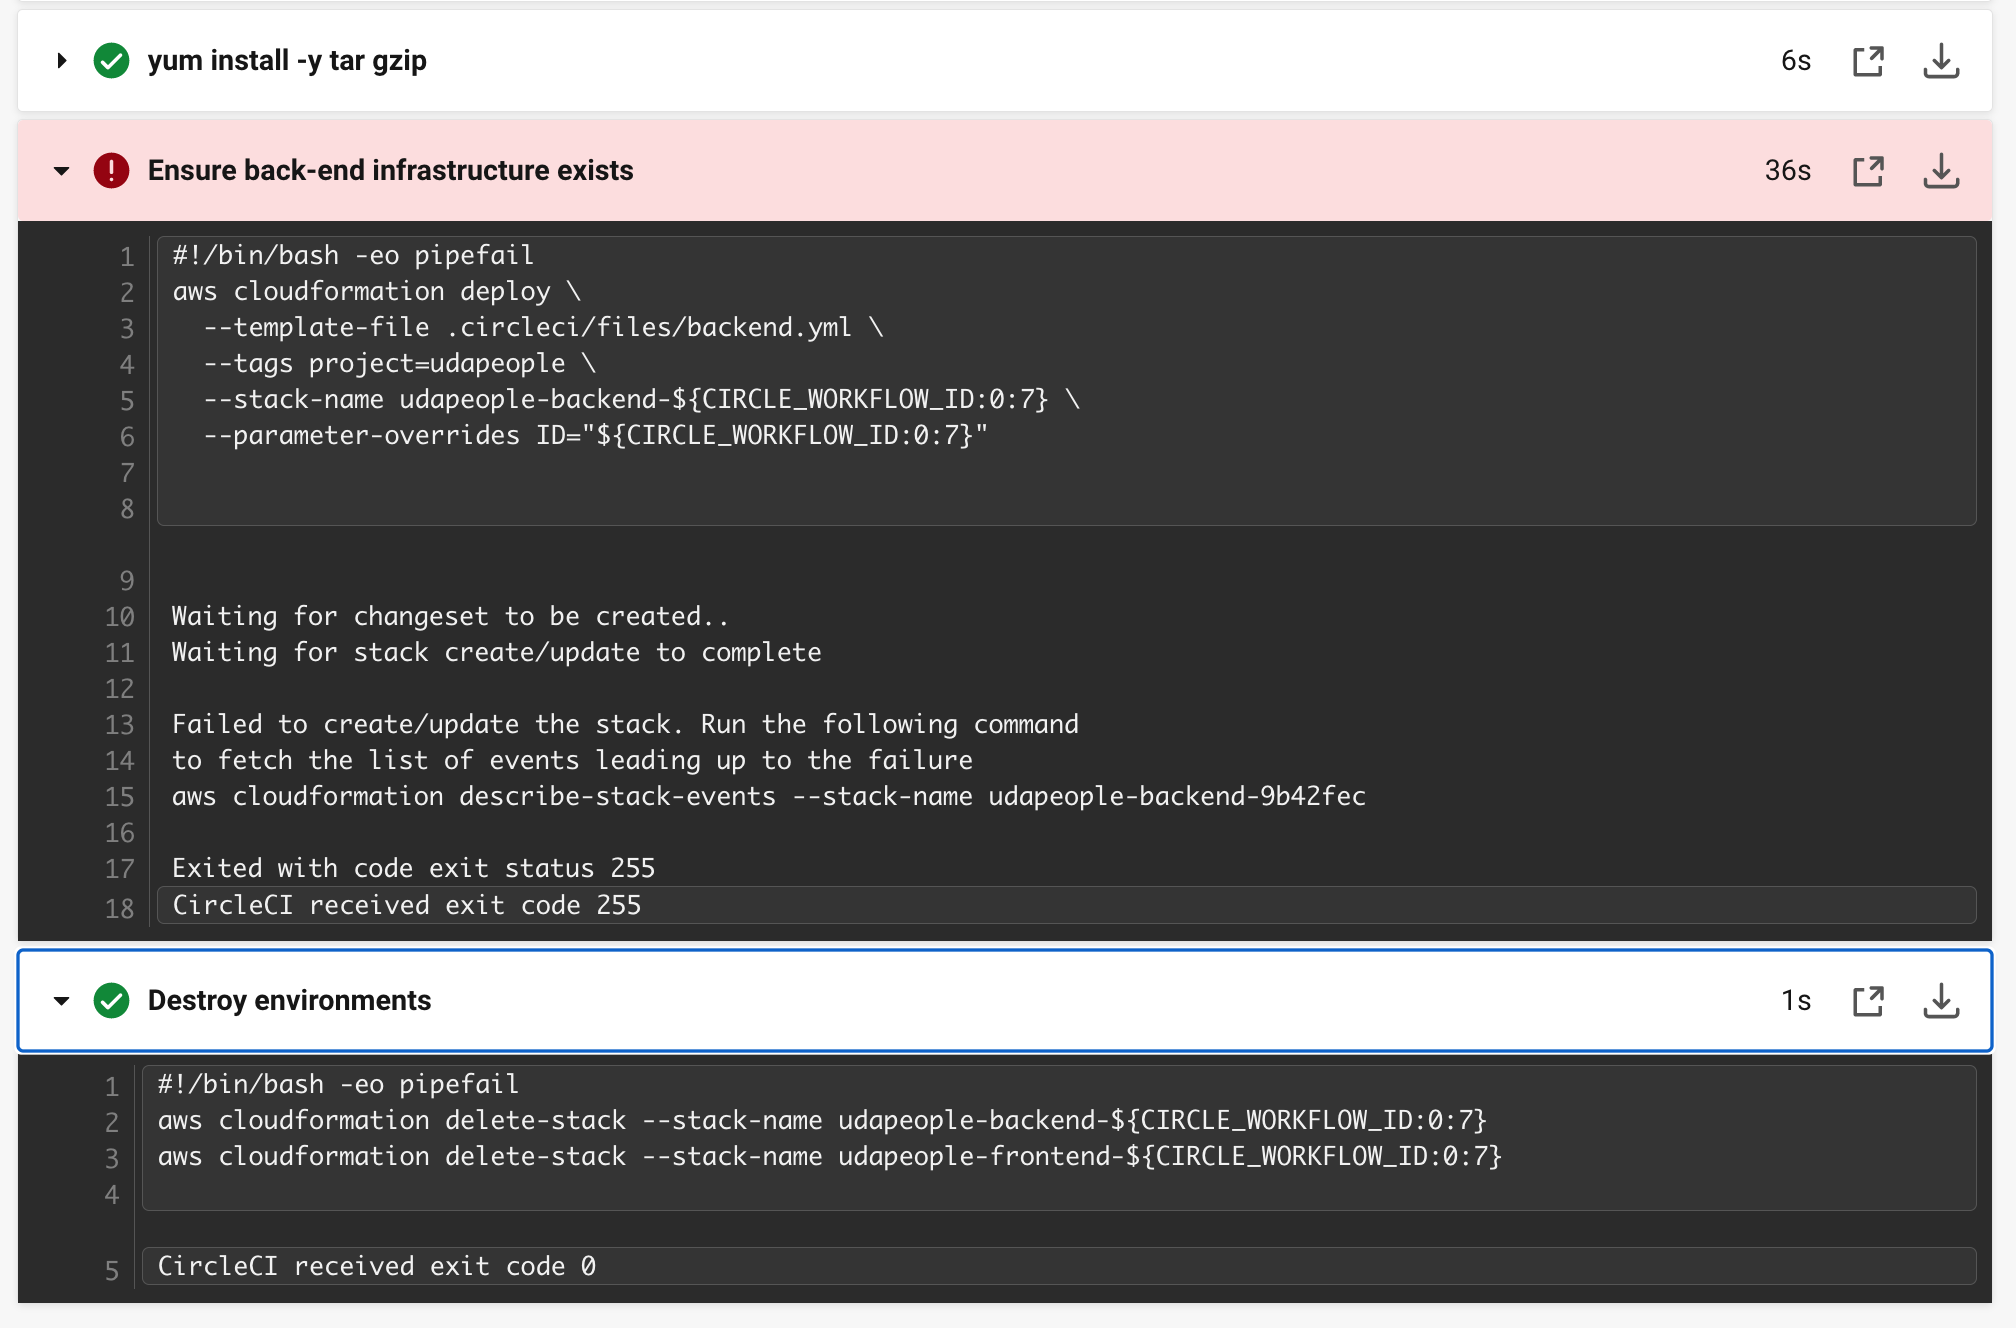 yum install -y tar gzip 6s
Ensure back-end infrastructure exists 36s
1 #!/bin/bash -eo pipefail
2 aws cloudformation deploy \
3   --template-file .circleci/files/backend.yml \
4   --tags project=udapeople \
5   --stack-name udapeople-backend-${CIRCLE_WORKFLOW_ID:0:7} \
6   --parameter-overrides ID="${CIRCLE_WORKFLOW_ID:0:7}"
7
8
9
10 Waiting for changeset to be created..
11 Waiting for stack create/update to complete
12
13 Failed to create/update the stack. Run the following command
14 to fetch the list of events leading up to the failure
15 aws cloudformation describe-stack-events --stack-name udapeople-backend-9b42fec
16
17 Exited with code exit status 255
18 CircleCI received exit code 255
Destroy environments 1s
1 #!/bin/bash -eo pipefail
2 aws cloudformation delete-stack --stack-name udapeople-backend-${CIRCLE_WORKFLOW_ID:0:7}
3 aws cloudformation delete-stack --stack-name udapeople-frontend-${CIRCLE_WORKFLOW_ID:0:7}
4
5 CircleCI received exit code 0